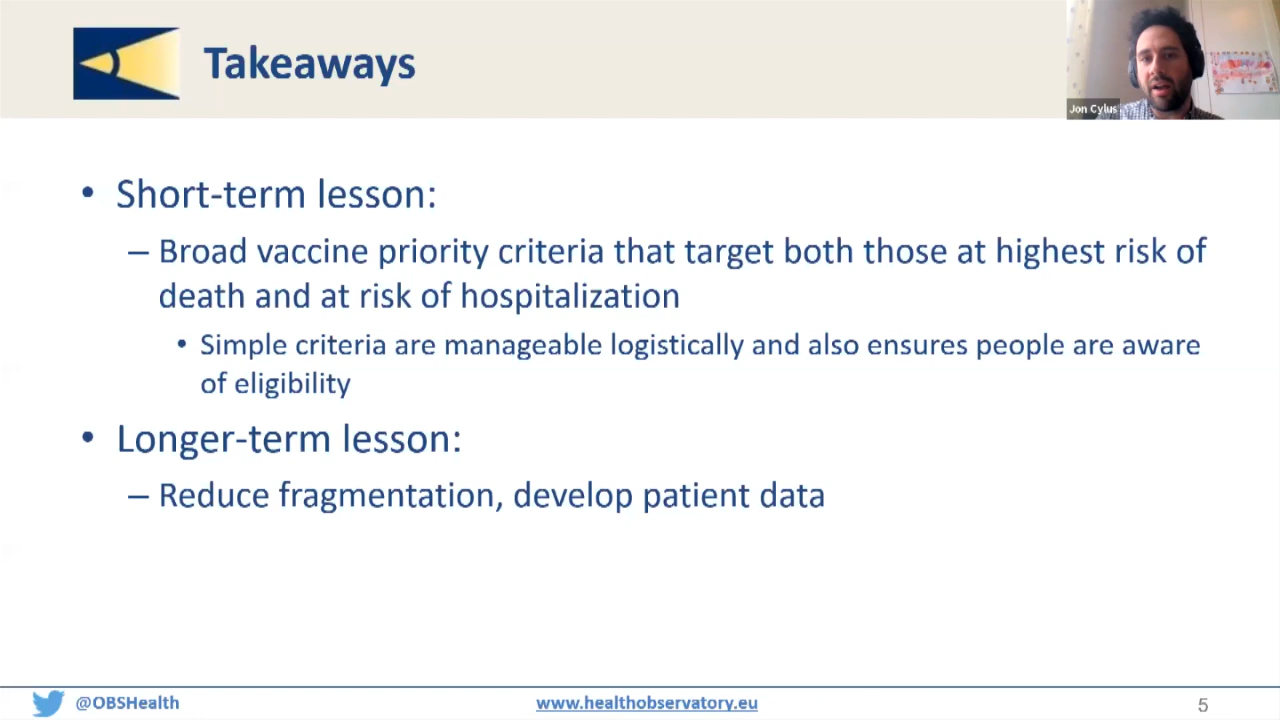 Takeaways
Jon Cylus
• Short-term lesson:
– Broad vaccine priority criteria that target both those at highest risk of
death and at risk of hospitalization
• Simple criteria are manageable logistically and also ensures people are aware
of eligibility
• Longer-term lesson:
– Reduce fragmentation, develop patient data
@OBSHealth
www.healthobservatory.eu
5